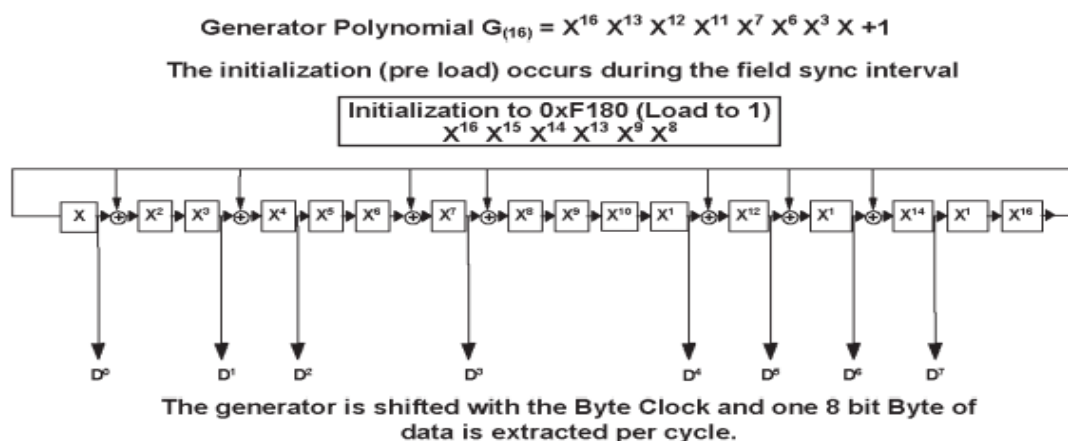 Generator Polynomial G₍₁₆₎ = X¹⁶ X¹³ X¹² X¹¹ X⁷ X⁶ X³ X +1
The initialization (pre load) occurs during the field sync interval
Initialization to 0xF180 (Load to 1)
X¹⁶ X¹⁵ X¹⁴ X¹³ X⁹ X⁸
X X² X³ X⁴ X⁵ X⁶ X⁷ X⁸ X⁹ X¹⁰ X¹ X¹² X¹ X¹⁴ X¹ X¹⁶
D⁰ D¹ D² D³ D⁴ D⁵ D⁶ D⁷
The generator is shifted with the Byte Clock and one 8 bit Byte of
data is extracted per cycle.